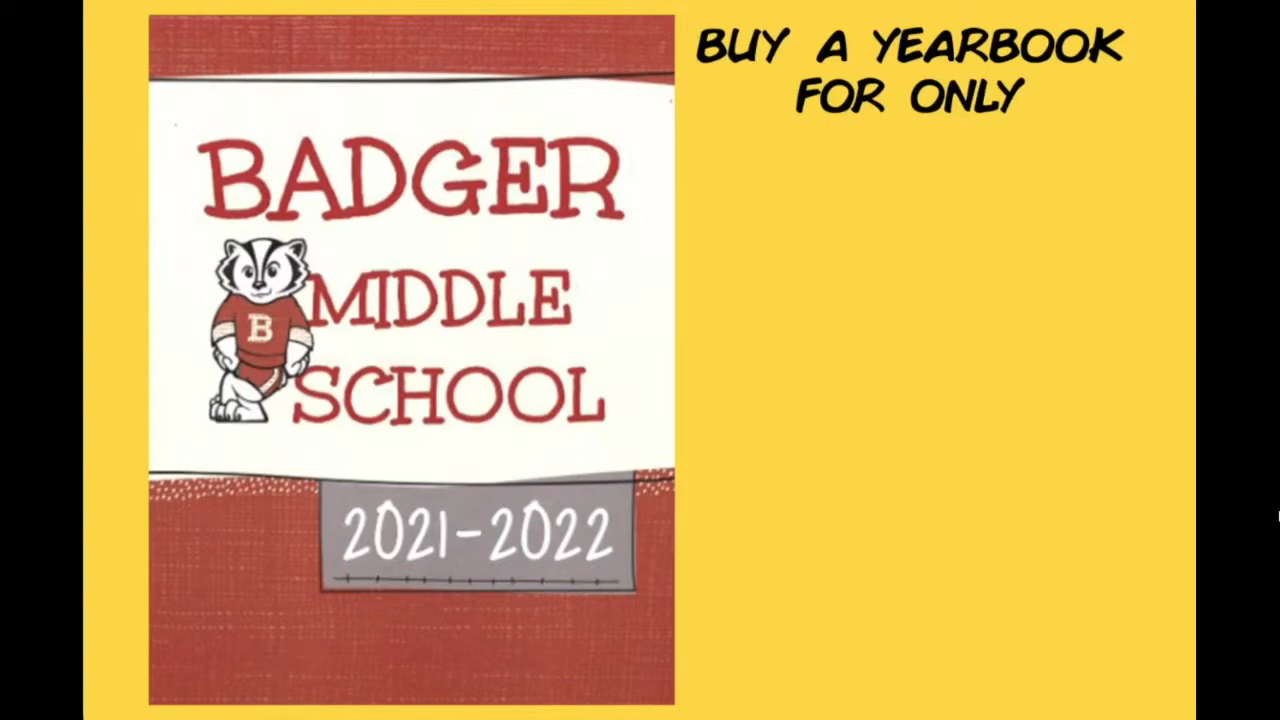 BUY A YEARBOOK
FOR ONLY
BADGER
MIDDLE
B
SCHOOL
2021-2022